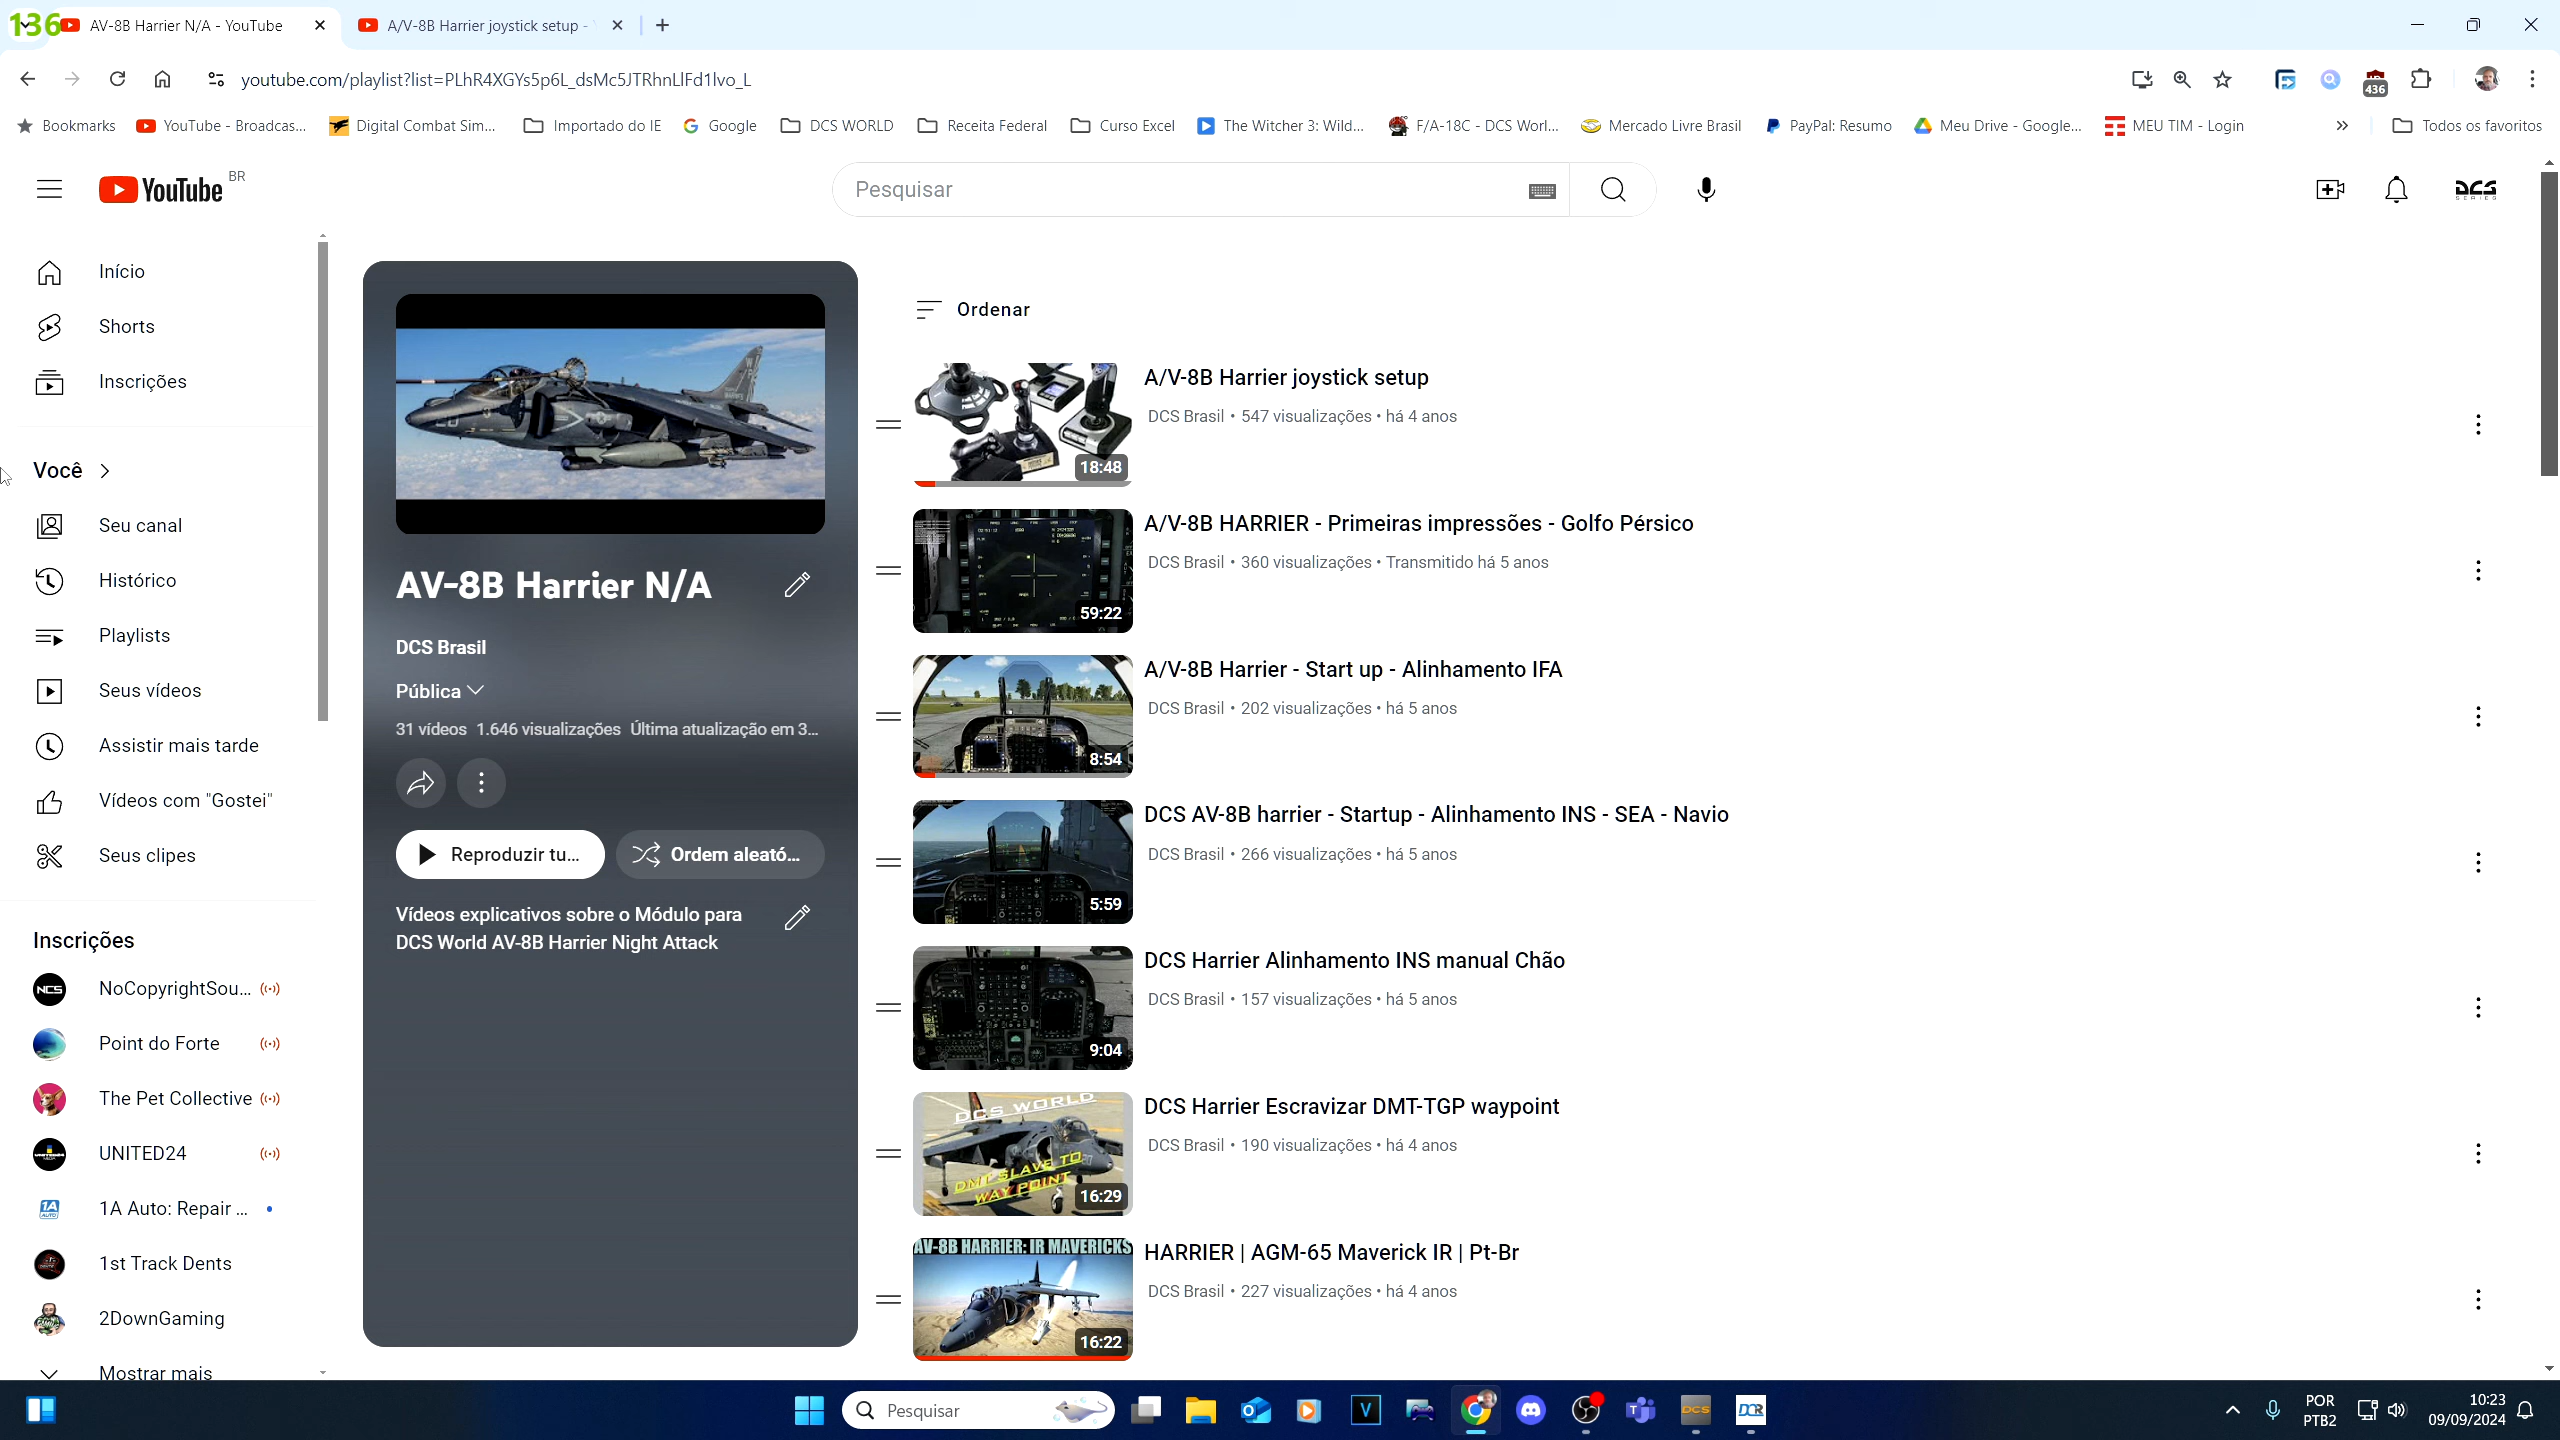 136
AV-8B Harrier N/A - YouTube
A/V-8B Harrier joystick setup -
youtube.com/playlist?list=PLhR4XGYs5p6L_dsMc5JTRhnLlFd1lvo_L
436
Bookmarks
YouTube - Broadcas...
Digital Combat Sim...
Importado do IE
Google
DCS WORLD
Receita Federal
Curso Excel
The Witcher 3: Wild...
F/A-18C - DCS Worl...
Mercado Livre Brasil
PayPal: Resumo
Meu Drive - Google...
MEU TIM - Login
»
Todos os favoritos
YouTube BR
Pesquisar
DCS
SERIES
Início
Shorts
Inscrições
Você
Seu canal
Histórico
Playlists
Seus vídeos
Assistir mais tarde
Vídeos com "Gostei"
Seus clipes
Inscrições
NCS
NoCopyrightSou...
Point do Forte
The Pet Collective
UNITED24
1A
AUTO
1A Auto: Repair ...
1st Track Dents
2DownGaming
Mostrar mais
AV-8B Harrier N/A
DCS Brasil
Pública
31 vídeos 1.646 visualizações Última atualização em 3...
Reproduzir tu...
Ordem aleató...
Vídeos explicativos sobre o Módulo para
DCS World AV-8B Harrier Night Attack
Ordenar
18:48
A/V-8B Harrier joystick setup
DCS Brasil • 547 visualizações • há 4 anos
59:22
A/V-8B HARRIER - Primeiras impressões - Golfo Pérsico
DCS Brasil • 360 visualizações • Transmitido há 5 anos
8:54
A/V-8B Harrier - Start up - Alinhamento IFA
DCS Brasil • 202 visualizações • há 5 anos
5:59
DCS AV-8B harrier - Startup - Alinhamento INS - SEA - Navio
DCS Brasil • 266 visualizações • há 5 anos
9:04
DCS Harrier Alinhamento INS manual Chão
DCS Brasil • 157 visualizações • há 5 anos
DCS WORLD
DMT SLAVE TO
WAY POINT
16:29
DCS Harrier Escravizar DMT-TGP waypoint
DCS Brasil • 190 visualizações • há 4 anos
AV-8B HARRIER: IR MAVERICKS
16:22
HARRIER | AGM-65 Maverick IR | Pt-Br
DCS Brasil • 227 visualizações • há 4 anos
Pesquisar
V
DCS
DCR
POR
PTB2
10:23
09/09/2024